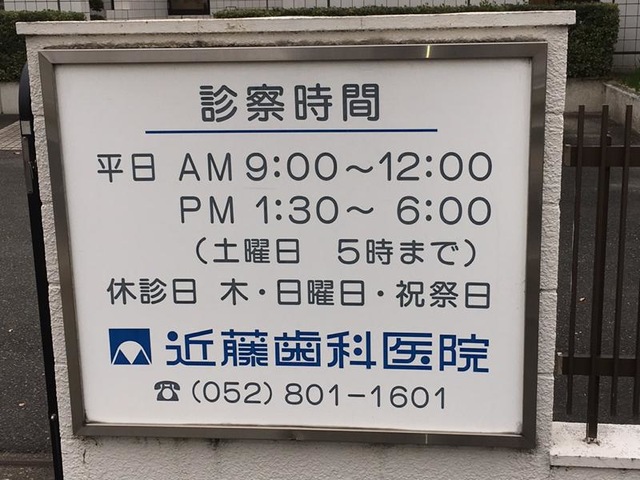 診察時間
平日 AM 9:00〜12:00
PM 1:30〜 6:00
(土曜日 5時まで)
休診日 木・日曜日・祝祭日
近藤歯科医院
☎(052)801-1601